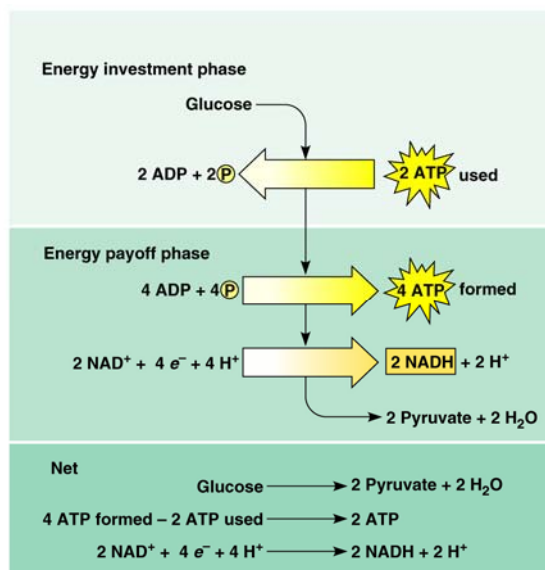 Energy investment phase
Glucose
2 ADP + 2 P
2 ATP used
Energy payoff phase
4 ADP + 4 P
4 ATP formed
2 NAD⁺ + 4 e⁻ + 4 H⁺
2 NADH + 2 H⁺
2 Pyruvate + 2 H₂O
Net
Glucose → 2 Pyruvate + 2 H₂O
4 ATP formed – 2 ATP used → 2 ATP
2 NAD⁺ + 4 e⁻ + 4 H⁺ → 2 NADH + 2 H⁺